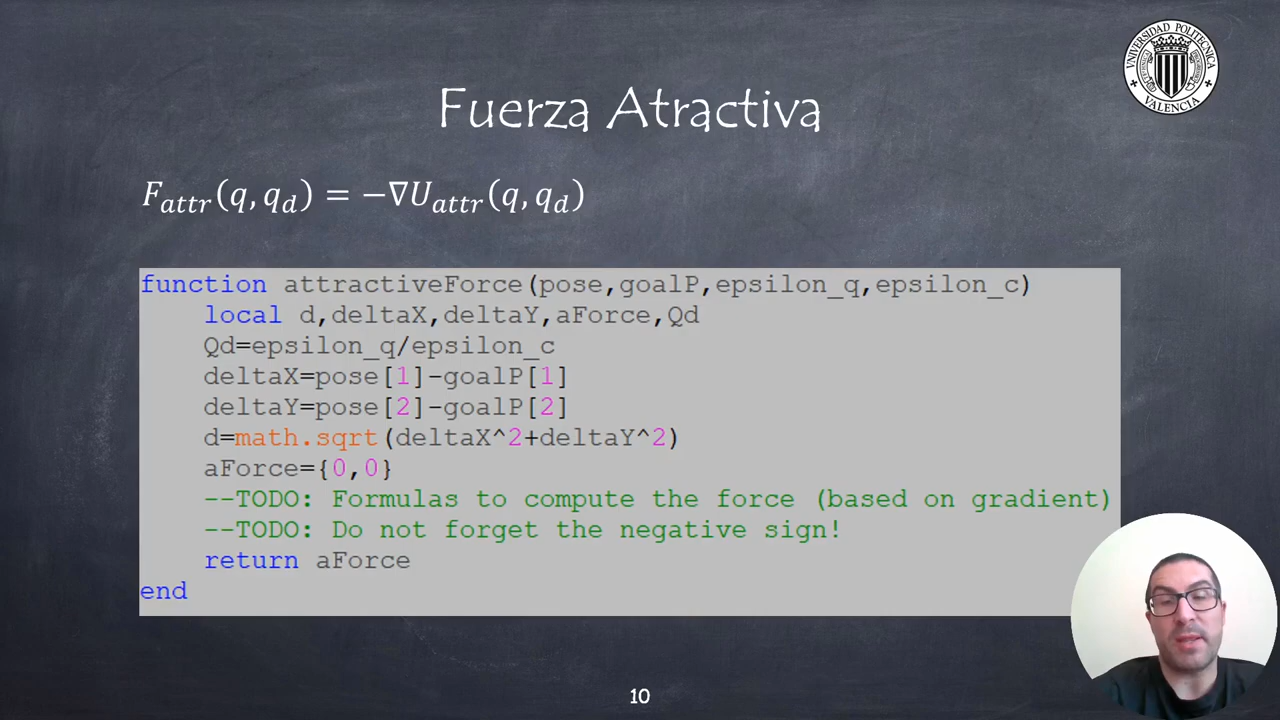 UNIVERSIDAD POLITECNICA
VALENCIA
Fuerza Atractiva
F_attr(q, q_d) = −∇U_attr(q, q_d)
function attractiveForce(pose,goalP,epsilon_q,epsilon_c)
    local d,deltaX,deltaY,aForce,Qd
    Qd=epsilon_q/epsilon_c
    deltaX=pose[1]-goalP[1]
    deltaY=pose[2]-goalP[2]
    d=math.sqrt(deltaX^2+deltaY^2)
    aForce={0,0}
    --TODO: Formulas to compute the force (based on gradient)
    --TODO: Do not forget the negative sign!
    return aForce
end
10